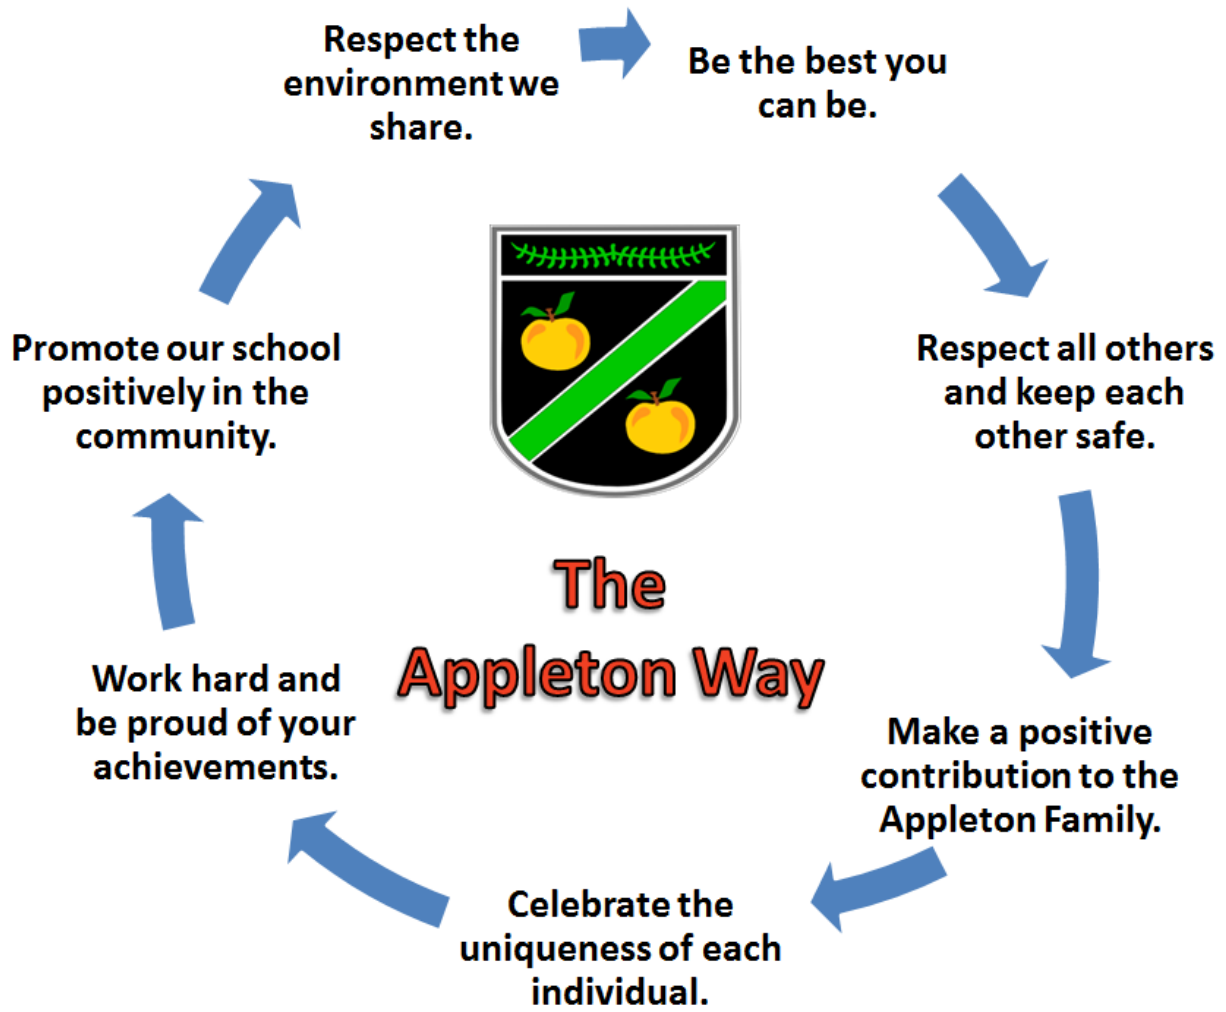 Respect the
environment we
share.
Be the best you
can be.
Respect all others
and keep each
other safe.
Make a positive
contribution to the
Appleton Family.
Celebrate the
uniqueness of each
individual.
Work hard and
be proud of your
achievements.
Promote our school
positively in the
community.
The
Appleton Way